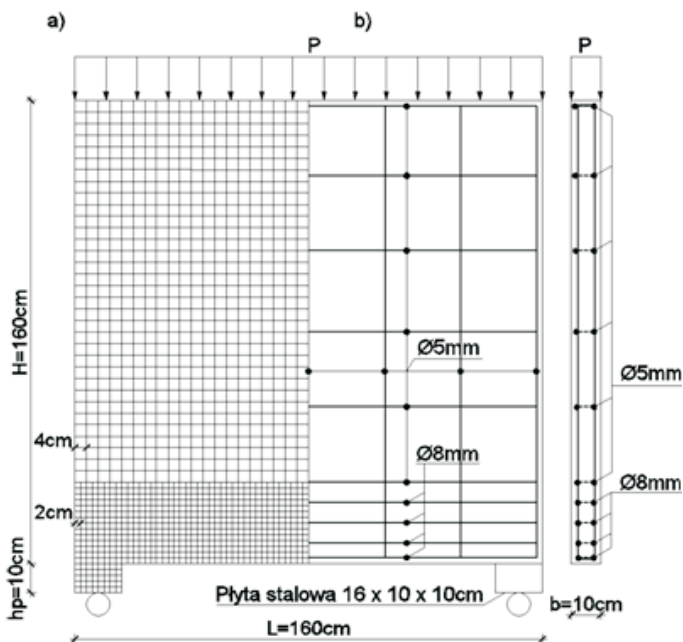 a)
b)
P
P
H=160cm
Ø5mm
Ø5mm
4cm
Ø8mm
Ø8mm
2cm
hp=10cm
Płyta stalowa 16 x 10 x 10cm
b=10cm
L=160cm